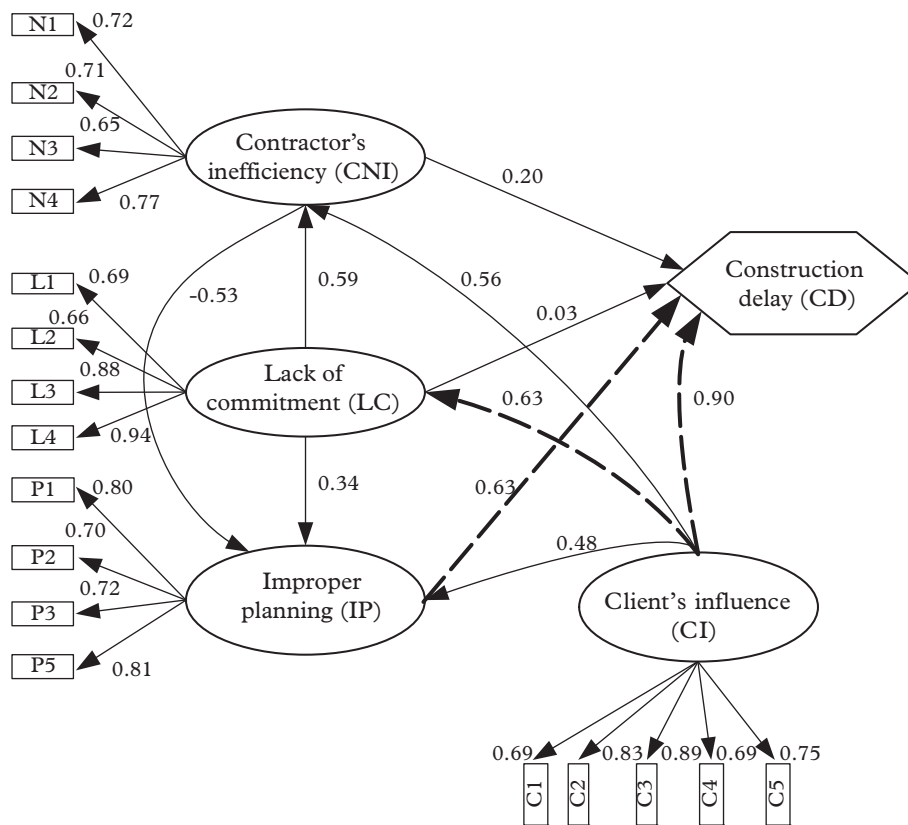 N1
0.72
N2
0.71
N3
0.65
N4
0.77
Contractor's
inefficiency (CNI)
0.20
L1
0.69
L2
0.66
L3
0.88
L4
0.94
-0.53
0.59
0.56
Construction
delay (CD)
0.03
Lack of
commitment (LC)
0.63
0.90
0.34
0.63
P1
0.80
P2
0.70
P3
0.72
P5
0.81
Improper
planning (IP)
0.48
Client's influence
(CI)
0.69
0.83
0.89
0.69
0.75
C1
C2
C3
C4
C5